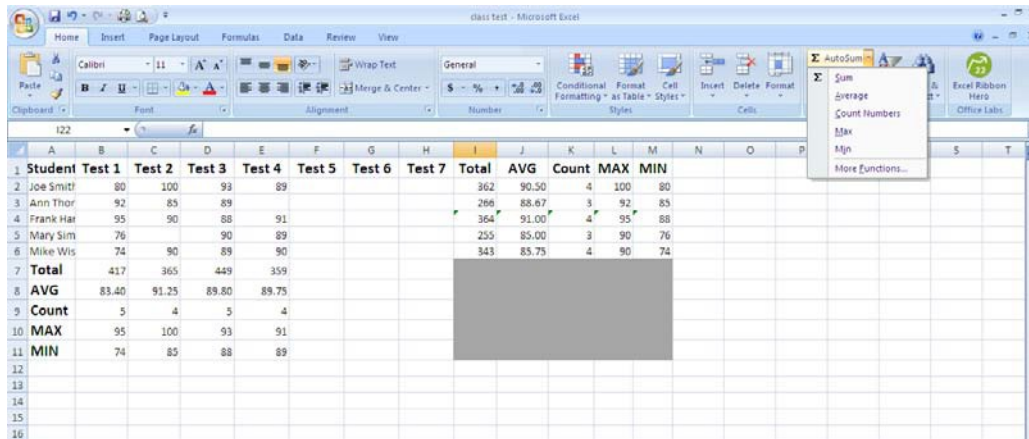 class test - Microsoft Excel
Home Insert Page Layout Formulas Data Review View
Paste
Clipboard
Calibri 11 A A
B I U A
Font
Wrap Text
Merge & Center
Alignment
General
$ % ,
Number
Conditional Formatting
Format as Table
Cell Styles
Styles
Insert Delete Format
Cells
Σ AutoSum
Σ Sum
Average
Count Numbers
Max
Min
More Functions...
Excel Ribbon Hero
Office Labs
I22 fx
A B C D E F G H I J K L M N O P S T
1 Student Test 1 Test 2 Test 3 Test 4 Test 5 Test 6 Test 7 Total AVG Count MAX MIN
2 Joe Smith 80 100 93 89 362 90.50 4 100 80
3 Ann Thor 92 85 89 266 88.67 3 92 85
4 Frank Har 95 90 88 91 364 91.00 4 95 88
5 Mary Sim 76 90 89 255 85.00 3 90 76
6 Mike Wis 74 90 89 90 343 85.75 4 90 74
7 Total 417 365 449 359
8 AVG 83.40 91.25 89.80 89.75
9 Count 5 4 5 4
10 MAX 95 100 93 91
11 MIN 74 85 88 89
12
13
14
15
16